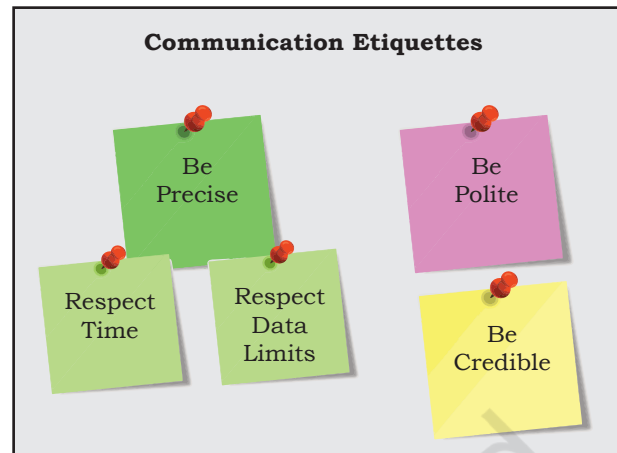 Communication Etiquettes
Be
Precise
Respect
Time
Respect
Data
Limits
Be
Polite
Be
Credible